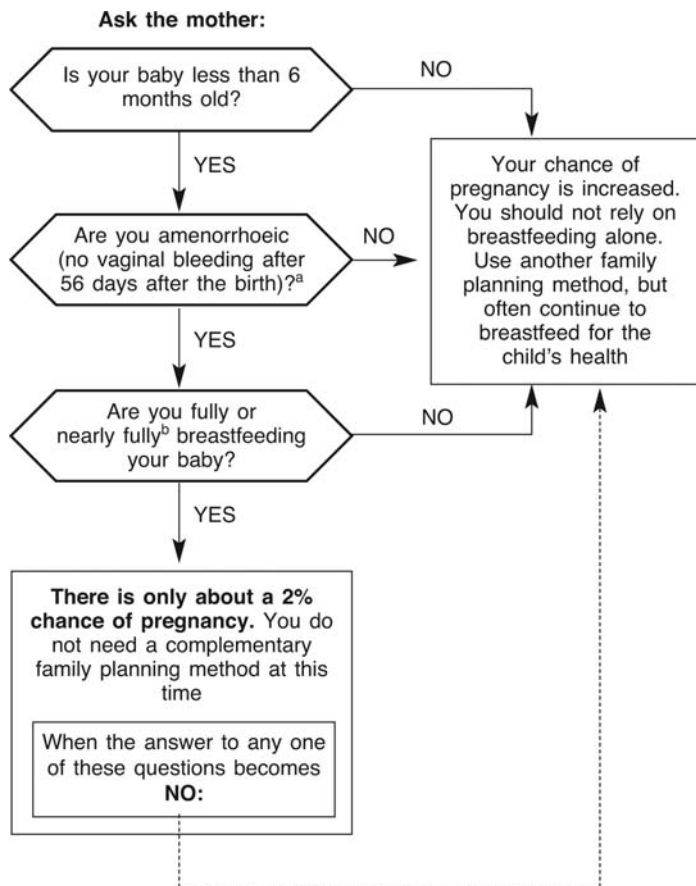 Ask the mother:
Is your baby less than 6
months old?
NO
YES
Your chance of
pregnancy is increased.
You should not rely on
breastfeeding alone.
Use another family
planning method, but
often continue to
breastfeed for the
child's health
Are you amenorrhoeic
(no vaginal bleeding after
56 days after the birth)?ᵃ
NO
YES
Are you fully or
nearly fullyᵇ breastfeeding
your baby?
NO
YES
There is only about a 2%
chance of pregnancy. You do
not need a complementary
family planning method at this
time
When the answer to any one
of these questions becomes
NO: